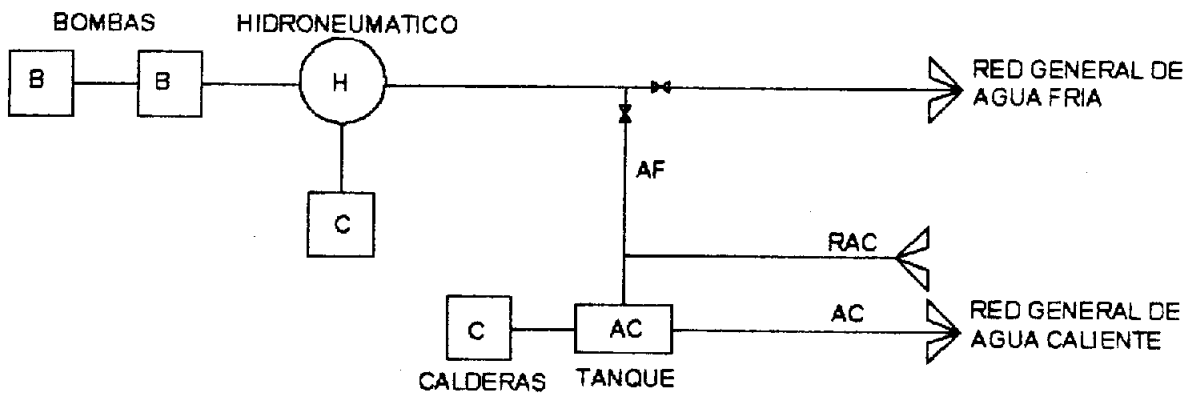 BOMBAS
HIDRONEUMATICO
B
B
H
RED GENERAL DE
AGUA FRIA
AF
C
RAC
AC
RED GENERAL DE
AGUA CALIENTE
C
AC
CALDERAS
TANQUE